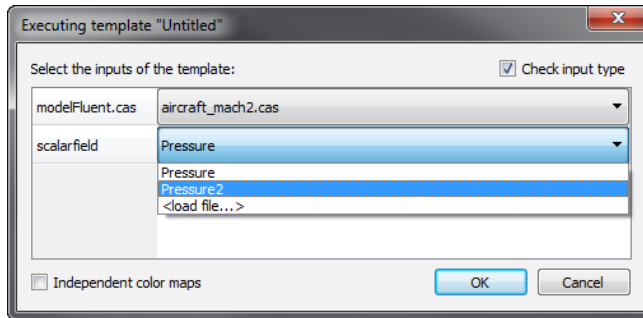 Executing template "Untitled"
Select the inputs of the template:
Check input type
modelFluent.cas
aircraft_mach2.cas
scalarfield
Pressure
Pressure
Pressure2
<load file...>
Independent color maps
OK
Cancel